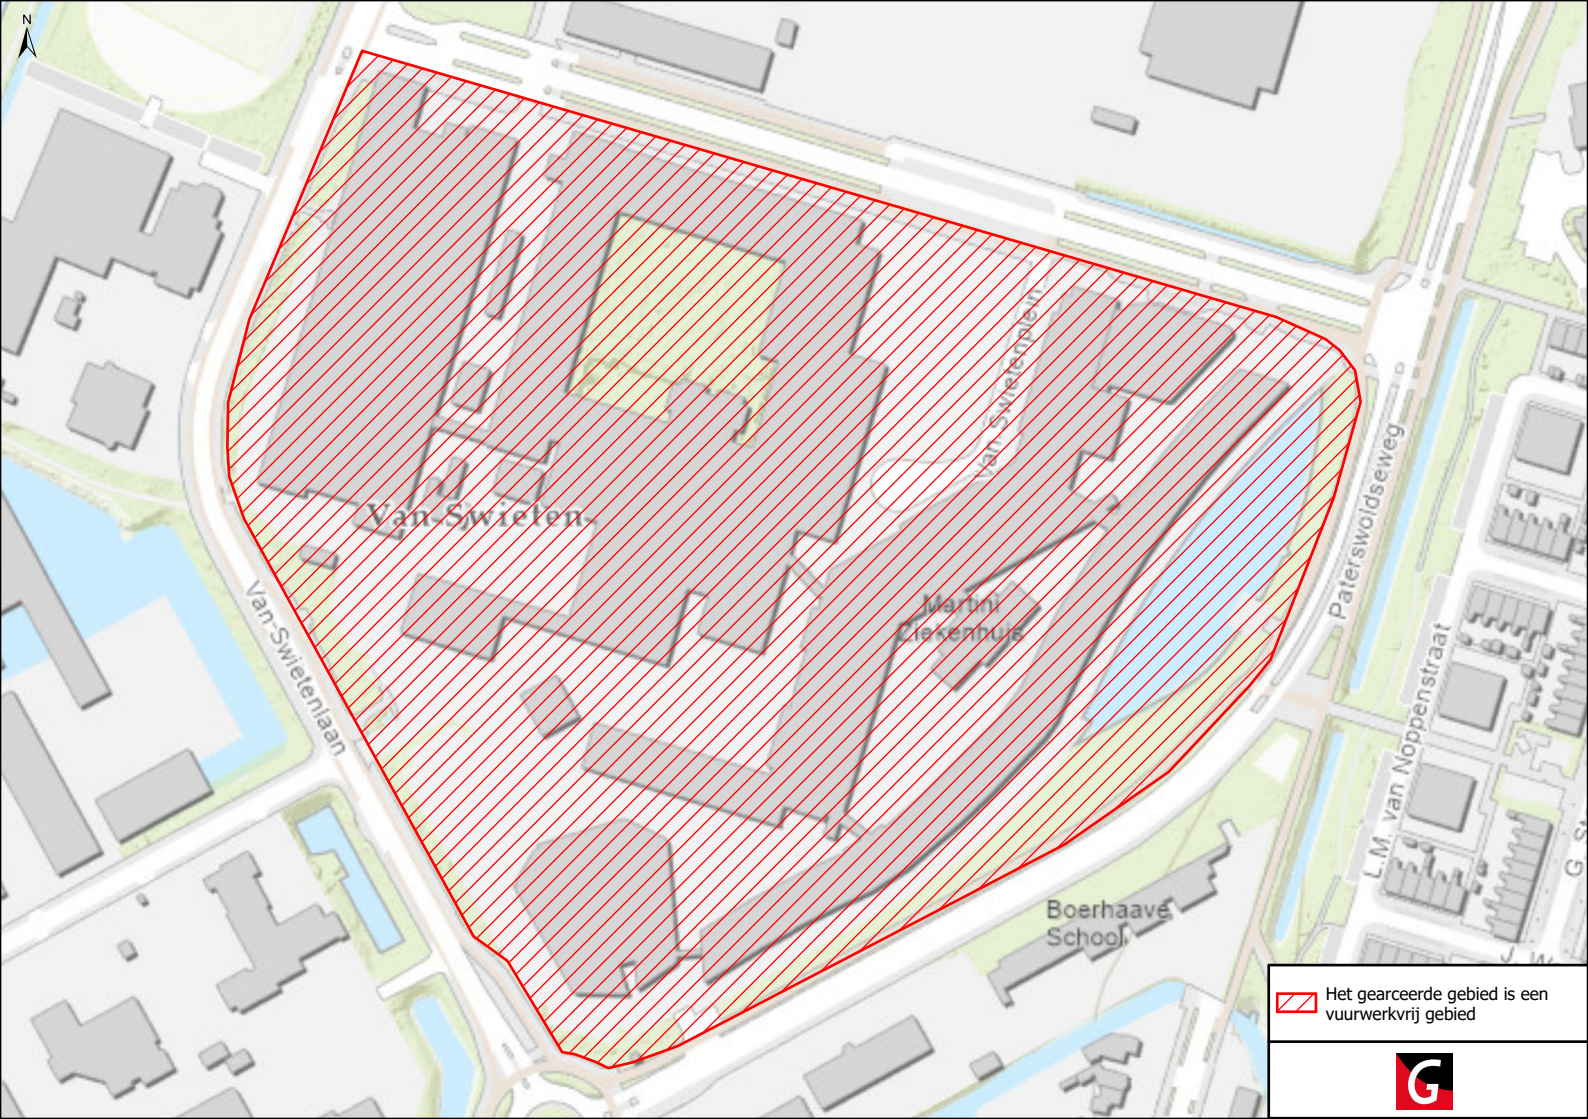 N
Van Swietenplein
Van Swieten
Martini
Ziekenhuis
Van Swietenlaan
Paterswoldseweg
L.M. van Noppenstraat
Boerhaave
School
J. W
Het gearceerde gebied is een
vuurwerkvrij gebied
G